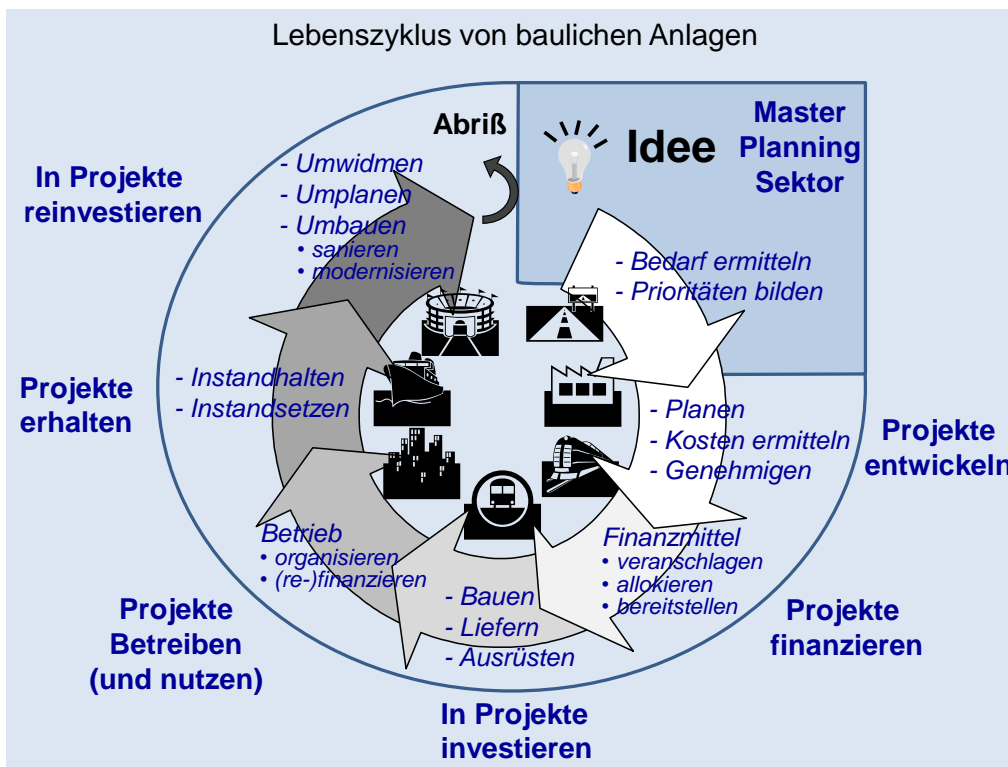 Lebenszyklus von baulichen Anlagen
Abriß
Idee
Master
Planning
Sektor
- Bedarf ermitteln
- Prioritäten bilden
- Planen
- Kosten ermitteln
- Genehmigen
Projekte
entwickeln
Finanzmittel
• veranschlagen
• allokieren
• bereitstellen
Projekte
finanzieren
- Bauen
- Liefern
- Ausrüsten
In Projekte
investieren
Betrieb
• organisieren
• (re-)finanzieren
Projekte
Betreiben
(und nutzen)
- Instandhalten
- Instandsetzen
Projekte
erhalten
- Umwidmen
- Umplanen
- Umbauen
• sanieren
• modernisieren
In Projekte
reinvestieren